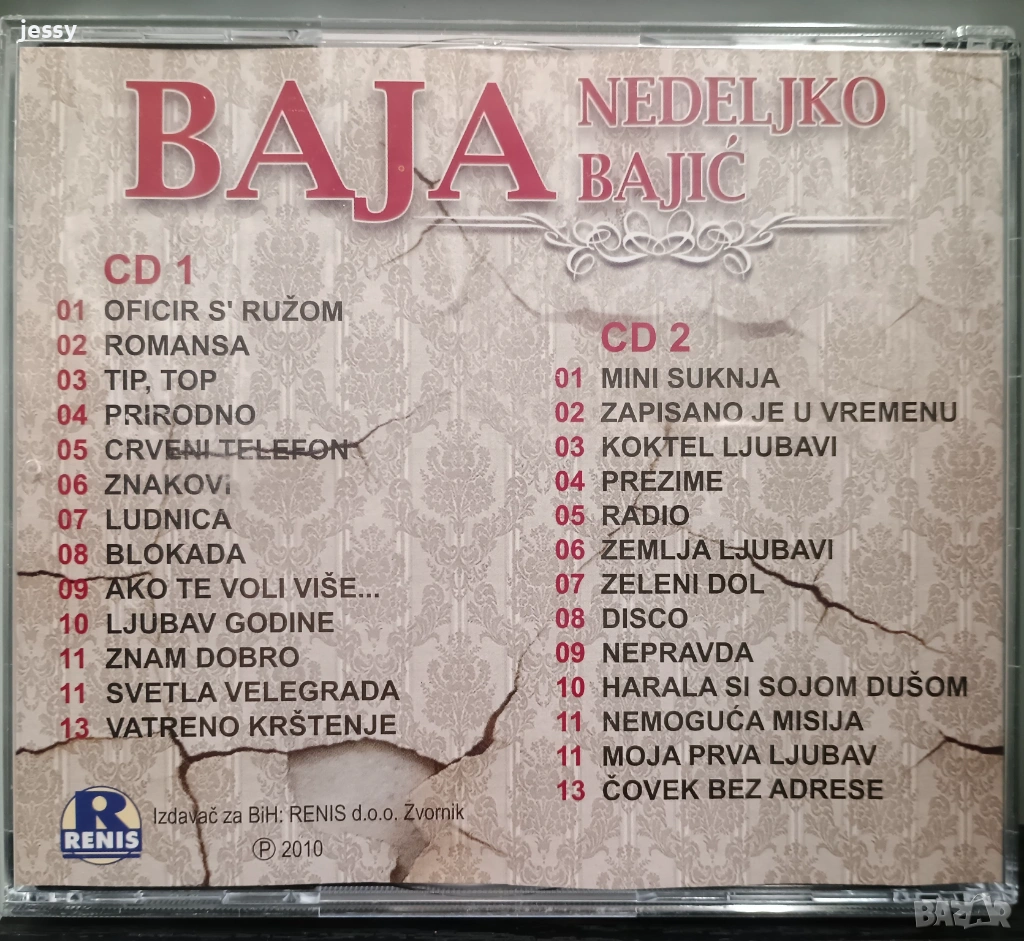 jessy
BAJA
NEDELJKO
BAJIĆ
CD 1
01 OFICIR S' RUŽOM
02 ROMANSA
03 TIP, TOP
04 PRIRODNO
05 CRVENI TELEFON
06 ZNAKOVI
07 LUDNICA
08 BLOKADA
09 AKO TE VOLI VIŠE...
10 LJUBAV GODINE
11 ZNAM DOBRO
11 SVETLA VELEGRADA
13 VATRENO KRŠTENJE
CD 2
01 MINI SUKNJA
02 ZAPISANO JE U VREMENU
03 KOKTEL LJUBAVI
04 PREZIME
05 RADIO
06 ZEMLJA LJUBAVI
07 ZELENI DOL
08 DISCO
09 NEPRAVDA
10 HARALA SI SOJOM DUŠOM
11 NEMOGUĆA MISIJA
11 MOJA PRVA LJUBAV
13 ČOVEK BEZ ADRESE
R
RENIS
Izdavač za BiH: RENIS d.o.o. Zvornik
Ⓟ 2010
BAZAR